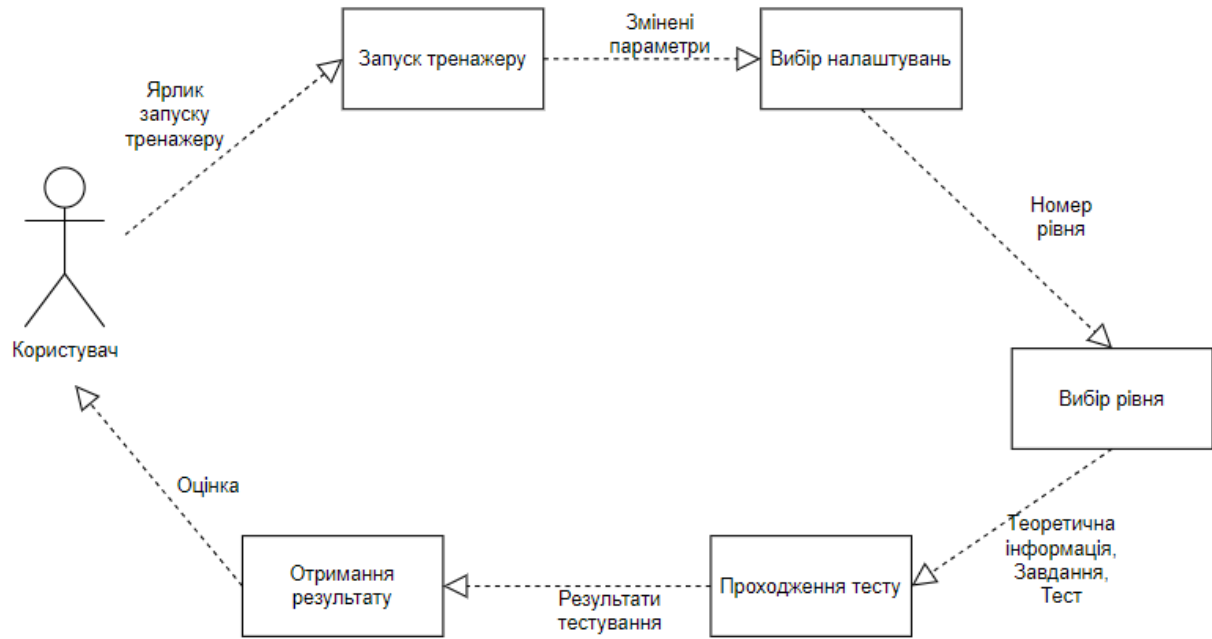 Запуск тренажеру
Змінені
параметри
Вибір налаштувань
Ярлик
запуску
тренажеру
Номер
рівня
Користувач
Вибір рівня
Оцінка
Теоретична
інформація,
Завдання,
Тест
Отримання
результату
Результати
тестування
Проходження тесту